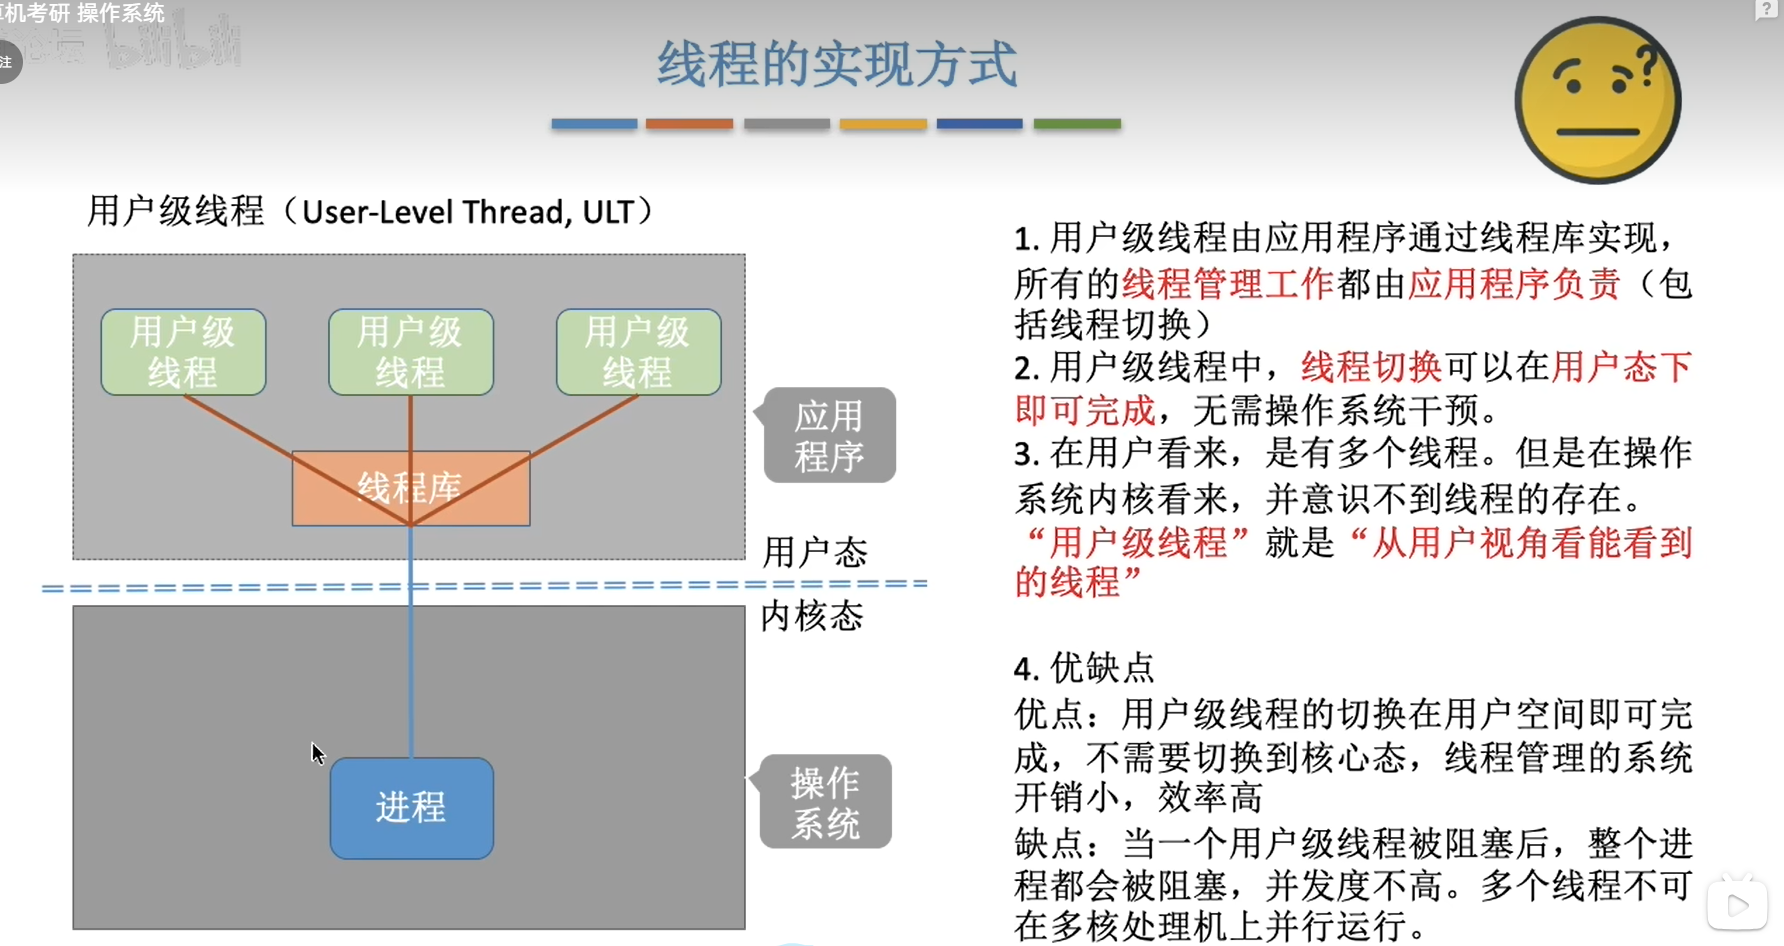 机考研 操作系统
bilibili
注
?
线程的实现方式
?
用户级线程（User-Level Thread, ULT）
用户级
线程
用户级
线程
用户级
线程
线程库
应用
程序
用户态
内核态
进程
操作
系统
1. 用户级线程由应用程序通过线程库实现，
所有的线程管理工作都由应用程序负责（包
括线程切换）
2. 用户级线程中，线程切换可以在用户态下
即可完成，无需操作系统干预。
3. 在用户看来，是有多个线程。但是在操作
系统内核看来，并意识不到线程的存在。
“用户级线程”就是“从用户视角看能看到
的线程”
4. 优缺点
优点：用户级线程的切换在用户空间即可完
成，不需要切换到核心态，线程管理的系统
开销小，效率高
缺点：当一个用户级线程被阻塞后，整个进
程都会被阻塞，并发度不高。多个线程不可
在多核处理机上并行运行。